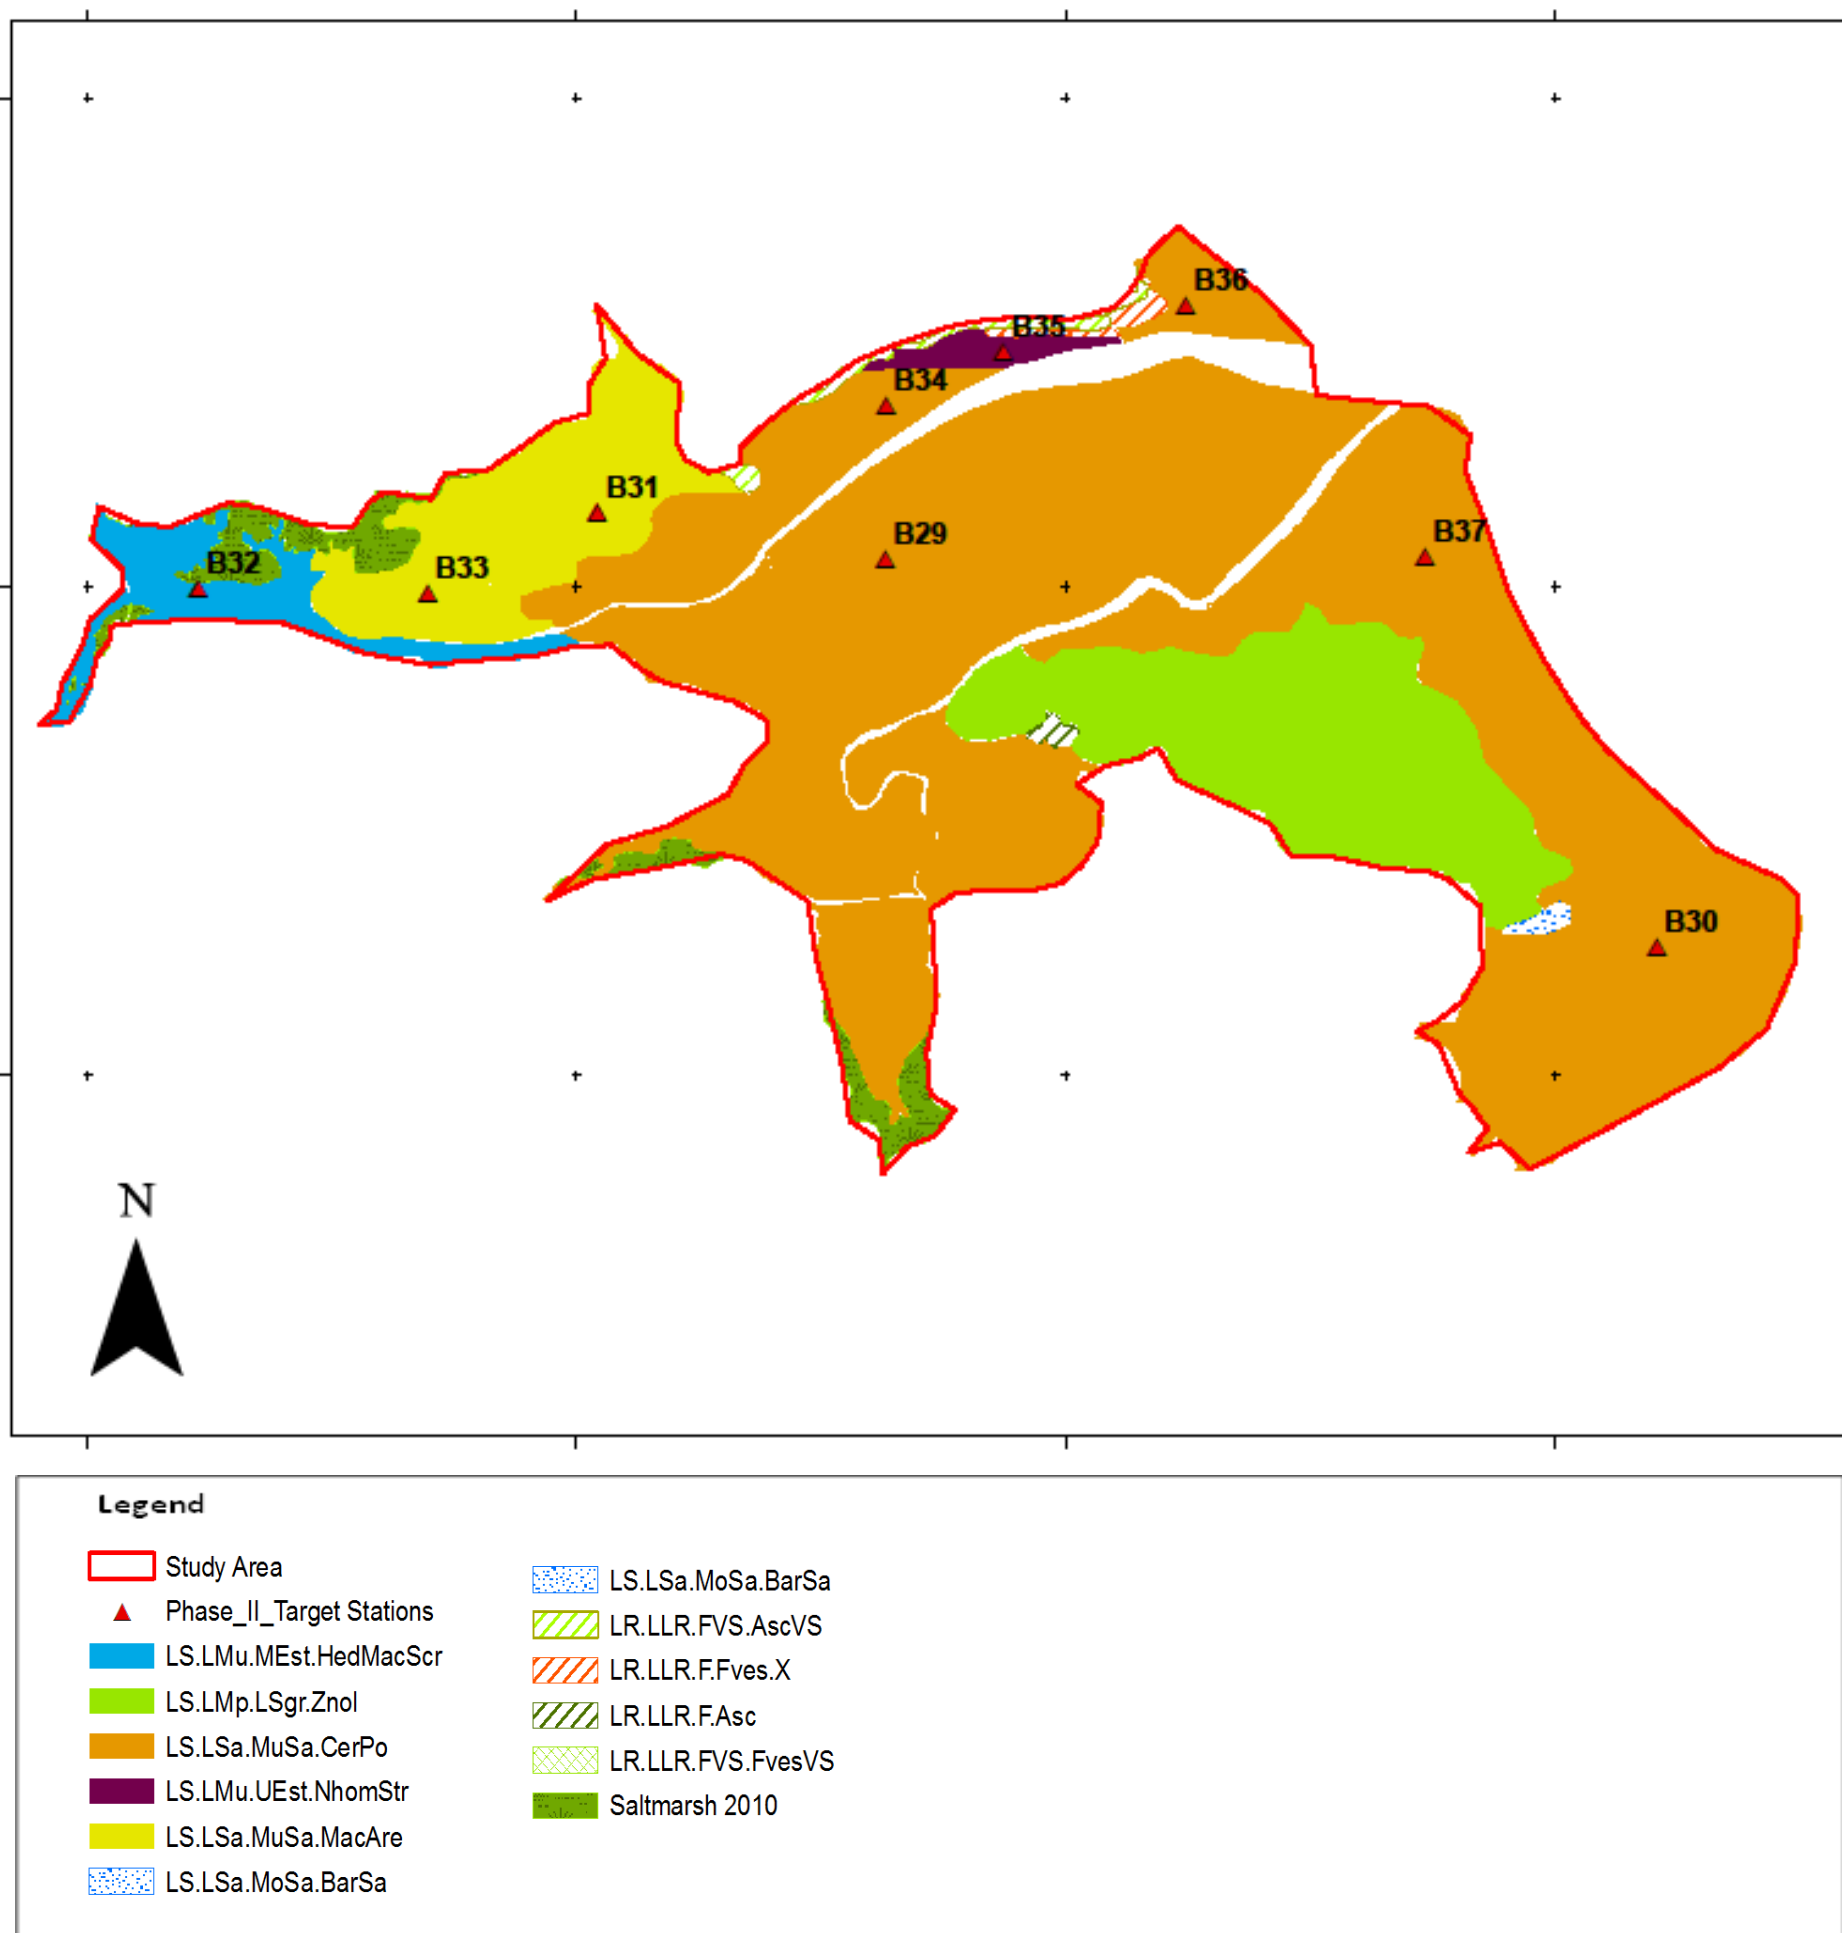 B36
B35
B34
B31
B29
B37
B32
B33
B30
N
Legend
Study Area
Phase_II_Target Stations
LS.LMu.MEst.HedMacScr
LS.LMp.LSgr.Znol
LS.LSa.MuSa.CerPo
LS.LMu.UEst.NhomStr
LS.LSa.MuSa.MacAre
LS.LSa.MoSa.BarSa
LS.LSa.MoSa.BarSa
LR.LLR.FVS.AscVS
LR.LLR.F.Fves.X
LR.LLR.F.Asc
LR.LLR.FVS.FvesVS
Saltmarsh 2010